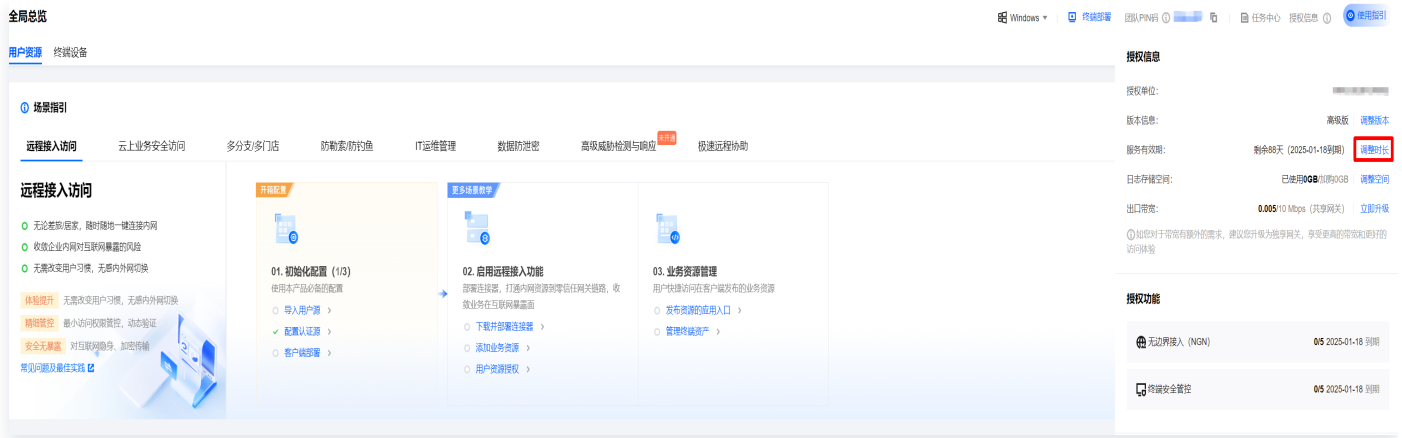 全局总览
Windows
终端部署
团队PIN码
任务中心
授权信息
使用指引
用户资源
终端设备
场景指引
远程接入访问
云上业务安全访问
多分支/多门店
防勒索/防钓鱼
IT运维管理
数据防泄密
高级威胁检测与响应
未开通
极速远程协助
远程接入访问
无论差旅/居家，随时随地一键连接内网
收敛企业内网对互联网暴露的风险
无需改变用户习惯，无感内外网切换
体验提升 无需改变用户习惯，无感内外网切换
精细管控 最小访问权限管控，动态验证
安全无暴露 对互联网隐身、加密传输
常见问题及最佳实践
开箱配置
01. 初始化配置（1/3）
使用本产品必备的配置
导入用户源
配置认证源
客户端部署
更多场景教学
02. 启用远程接入功能
部署连接器，打通内网资源到零信任网关链路，收
敛业务在互联网暴露面
下载并部署连接器
添加业务资源
用户资源授权
03. 业务资源管理
用户快捷访问在客户端发布的业务资源
发布资源的应用入口
管理终端资产
授权信息
授权单位：
版本信息： 高级版 调整版本
服务有效期： 剩余88天（2025-01-18到期） 调整时长
日志存储空间： 已使用0GB/加购0GB 调整空间
出口带宽： 0.005/10 Mbps（共享网关） 立即升级
如您对于带宽有额外的需求，建议您升级为独享网关，享受更高的带宽和更好的
访问体验
授权功能
无边界接入（NGN） 0/5 2025-01-18 到期
终端安全管控 0/5 2025-01-18 到期